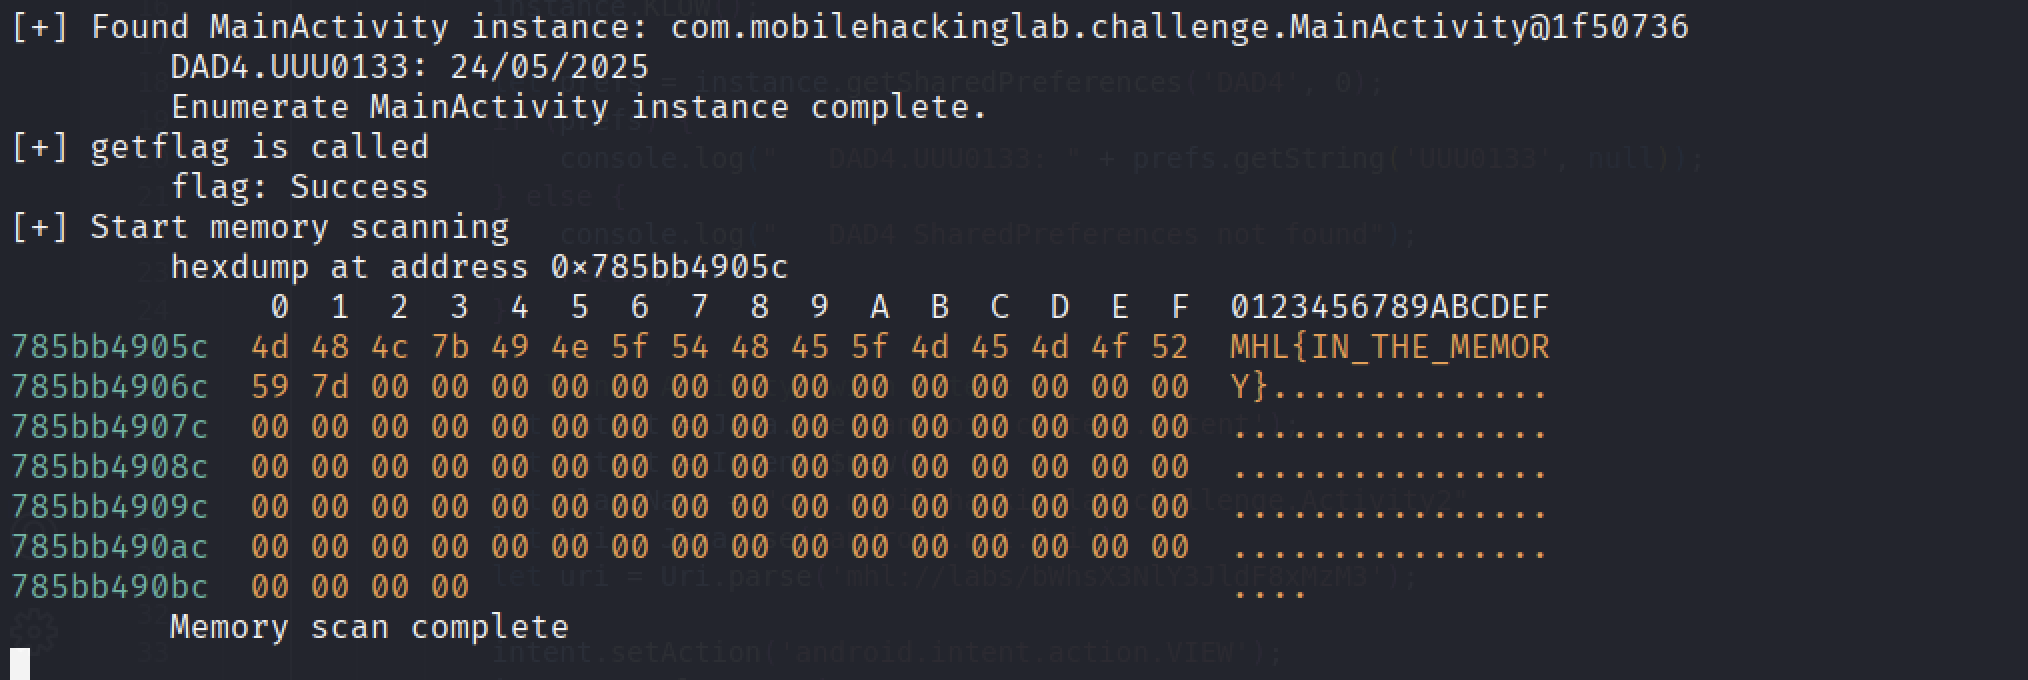 [+] Found MainActivity instance: com.mobilehackinglab.challenge.MainActivity@1f50736
DAD4.UUU0133: 24/05/2025
Enumerate MainActivity instance complete.
[+] getflag is called
flag: Success
[+] Start memory scanning
hexdump at address 0×785bb4905c
0 1 2 3 4 5 6 7 8 9 A B C D E F 0123456789ABCDEF
785bb4905c 4d 48 4c 7b 49 4e 5f 54 48 45 5f 4d 45 4d 4f 52 MHL{IN_THE_MEMOR
785bb4906c 59 7d 00 00 00 00 00 00 00 00 00 00 00 00 00 00 Y}..............
785bb4907c 00 00 00 00 00 00 00 00 00 00 00 00 00 00 00 00 ................
785bb4908c 00 00 00 00 00 00 00 00 00 00 00 00 00 00 00 00 ................
785bb4909c 00 00 00 00 00 00 00 00 00 00 00 00 00 00 00 00 ................
785bb490ac 00 00 00 00 00 00 00 00 00 00 00 00 00 00 00 00 ................
785bb490bc 00 00 00 00 ....
Memory scan complete